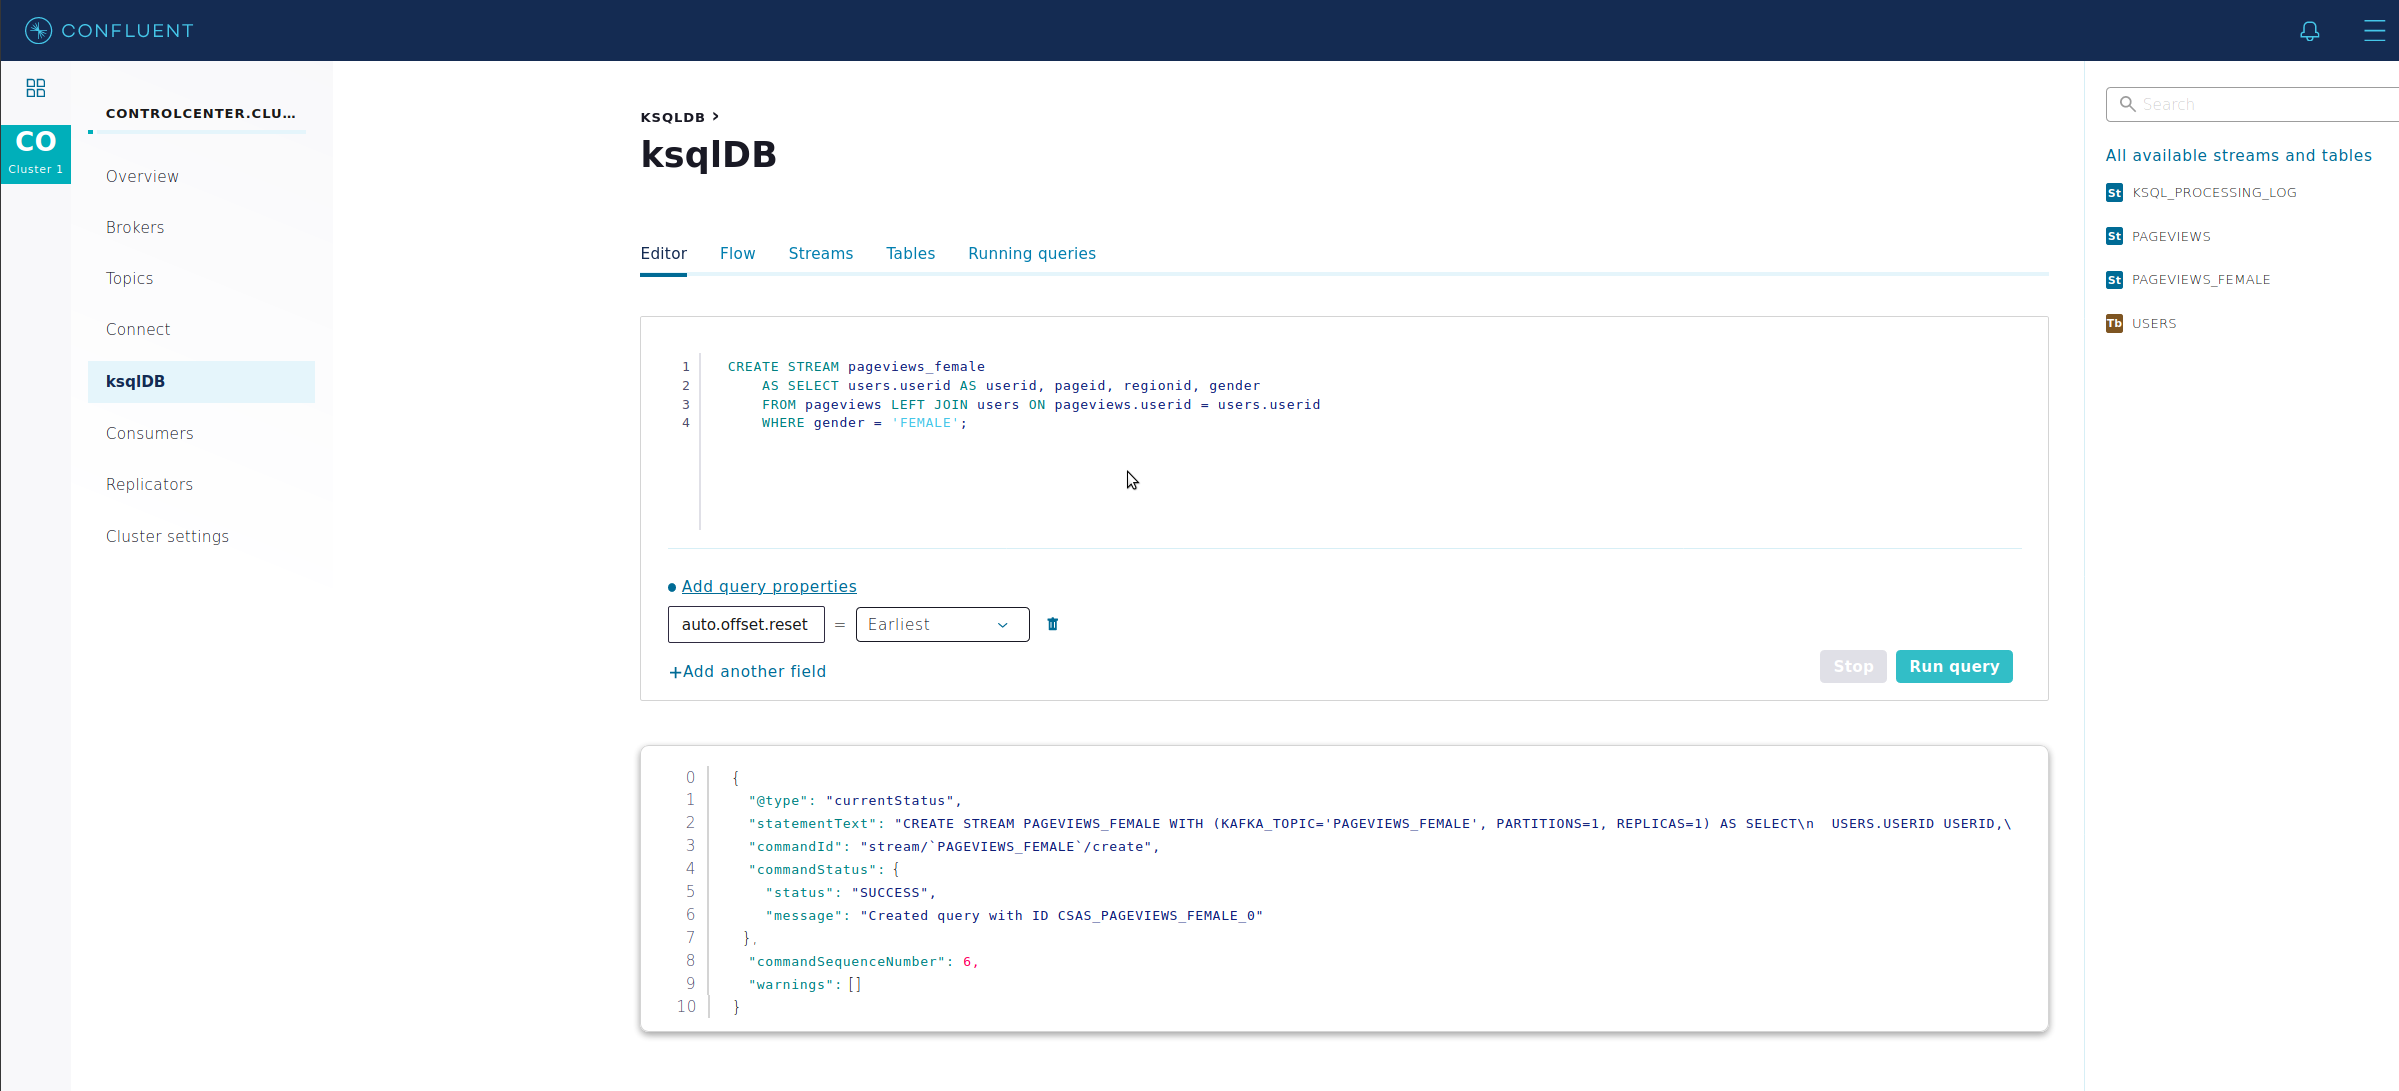 CONFLUENT
CO
Cluster 1
CONTROLCENTER.CLU...
Overview
Brokers
Topics
Connect
ksqlDB
Consumers
Replicators
Cluster settings
KSQLDB >
ksqlDB
Editor Flow Streams Tables Running queries
1 CREATE STREAM pageviews_female
2 AS SELECT users.userid AS userid, pageid, regionid, gender
3 FROM pageviews LEFT JOIN users ON pageviews.userid = users.userid
4 WHERE gender = 'FEMALE';
Add query properties
auto.offset.reset = Earliest
+Add another field
Stop Run query
0 {
1 "@type": "currentStatus",
2 "statementText": "CREATE STREAM PAGEVIEWS_FEMALE WITH (KAFKA_TOPIC='PAGEVIEWS_FEMALE', PARTITIONS=1, REPLICAS=1) AS SELECT\n  USERS.USERID USERID,\
3 "commandId": "stream/`PAGEVIEWS_FEMALE`/create",
4 "commandStatus": {
5 "status": "SUCCESS",
6 "message": "Created query with ID CSAS_PAGEVIEWS_FEMALE_0"
7 },
8 "commandSequenceNumber": 6,
9 "warnings": []
10 }
Search
All available streams and tables
St KSQL_PROCESSING_LOG
St PAGEVIEWS
St PAGEVIEWS_FEMALE
Tb USERS